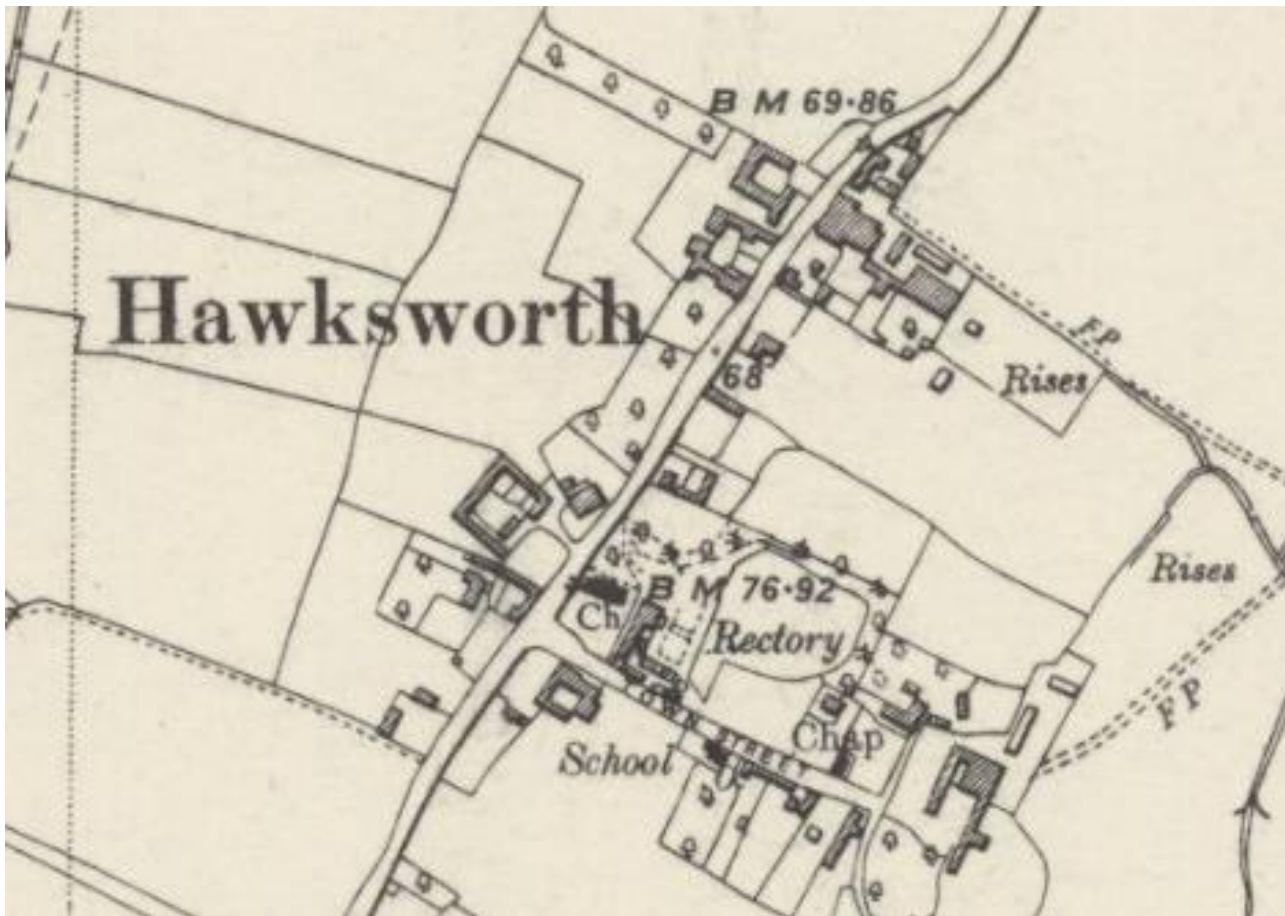 B M 69·86
Hawksworth
F P
68
Rises
Rises
B M 76·92
Ch
Rectory
F P
TOWN STREET
Chap
School